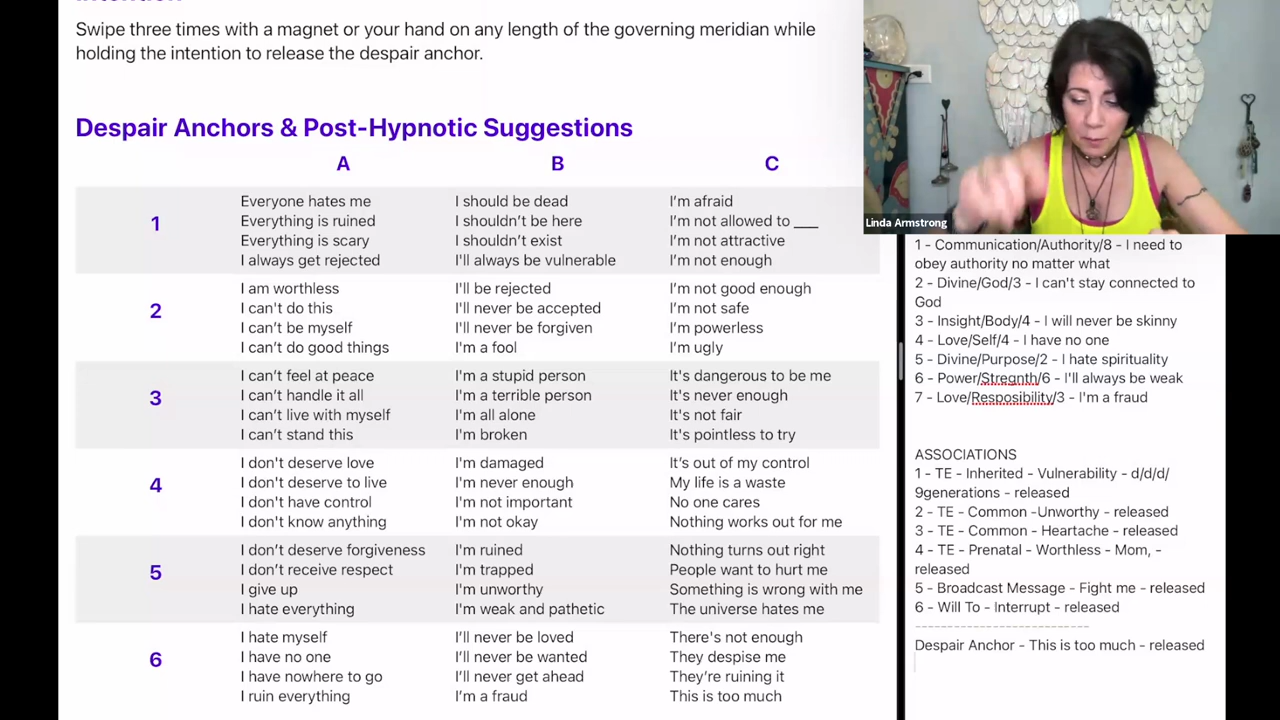 Intention
Swipe three times with a magnet or your hand on any length of the governing meridian while
holding the intention to release the despair anchor.
Despair Anchors & Post-Hypnotic Suggestions
A B C
1
Everyone hates me I should be dead I'm afraid
Everything is ruined I shouldn't be here I'm not allowed to ___
Everything is scary I shouldn't exist I'm not attractive
I always get rejected I'll always be vulnerable I'm not enough
2
I am worthless I'll be rejected I'm not good enough
I can't do this I'll never be accepted I'm not safe
I can't be myself I'll never be forgiven I'm powerless
I can't do good things I'm a fool I'm ugly
3
I can't feel at peace I'm a stupid person It's dangerous to be me
I can't handle it all I'm a terrible person It's never enough
I can't live with myself I'm all alone It's not fair
I can't stand this I'm broken It's pointless to try
4
I don't deserve love I'm damaged It's out of my control
I don't deserve to live I'm never enough My life is a waste
I don't have control I'm not important No one cares
I don't know anything I'm not okay Nothing works out for me
5
I don't deserve forgiveness I'm ruined Nothing turns out right
I don't receive respect I'm trapped People want to hurt me
I give up I'm unworthy Something is wrong with me
I hate everything I'm weak and pathetic The universe hates me
6
I hate myself I'll never be loved There's not enough
I have no one I'll never be wanted They despise me
I have nowhere to go I'll never get ahead They're ruining it
I ruin everything I'm a fraud This is too much
Linda Armstrong
1 - Communication/Authority/8 - I need to
obey authority no matter what
2 - Divine/God/3 - I can't stay connected to
God
3 - Insight/Body/4 - I will never be skinny
4 - Love/Self/4 - I have no one
5 - Divine/Purpose/2 - I hate spirituality
6 - Power/Stregnth/6 - I'll always be weak
7 - Love/Resposibility/3 - I'm a fraud
ASSOCIATIONS
1 - TE - Inherited - Vulnerability - d/d/d/
9generations - released
2 - TE - Common -Unworthy - released
3 - TE - Common - Heartache - released
4 - TE - Prenatal - Worthless - Mom, -
released
5 - Broadcast Message - Fight me - released
6 - Will To - Interrupt - released
--------------------------
Despair Anchor - This is too much - released